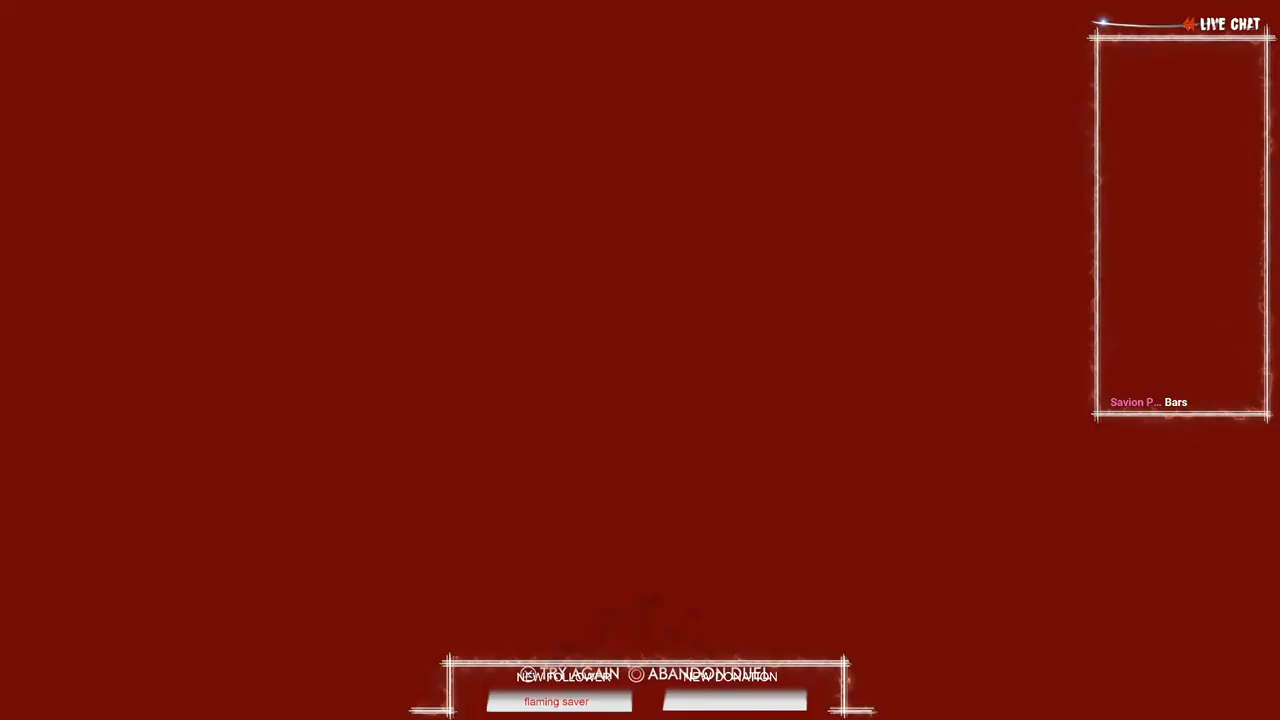 LIVE CHAT
Savion P... Bars
TRY AGAIN ABANDON DUEL
NEW FOLLOWER NEW DONATION
flaming saver